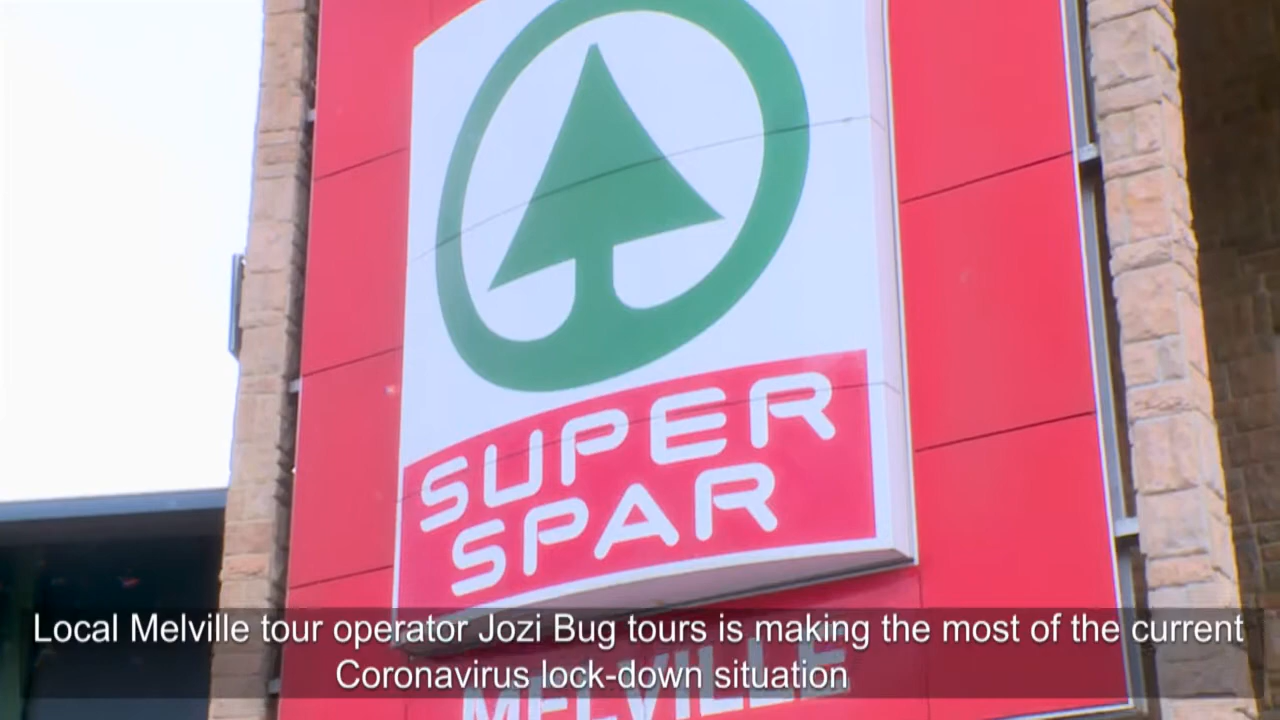 SUPER
SPAR
MELVILLE
Local Melville tour operator Jozi Bug tours is making the most of the current
Coronavirus lock-down situation